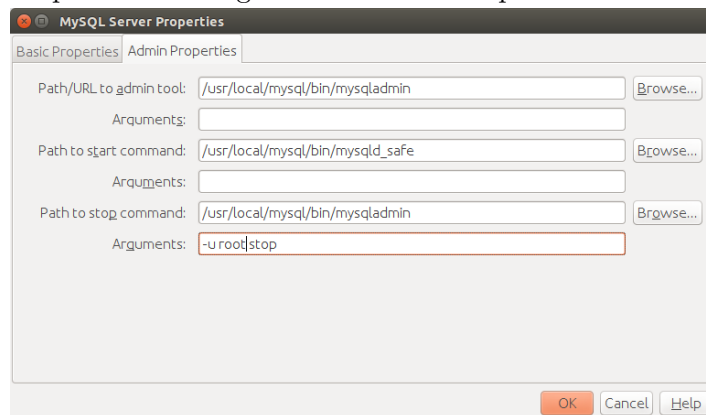 MySQL Server Properties
Basic Properties Admin Properties
Path/URL to admin tool: /usr/local/mysql/bin/mysqladmin Browse...
Arguments:
Path to start command: /usr/local/mysql/bin/mysqld_safe Browse...
Arguments:
Path to stop command: /usr/local/mysql/bin/mysqladmin Browse...
Arguments: -u root stop
OK Cancel Help